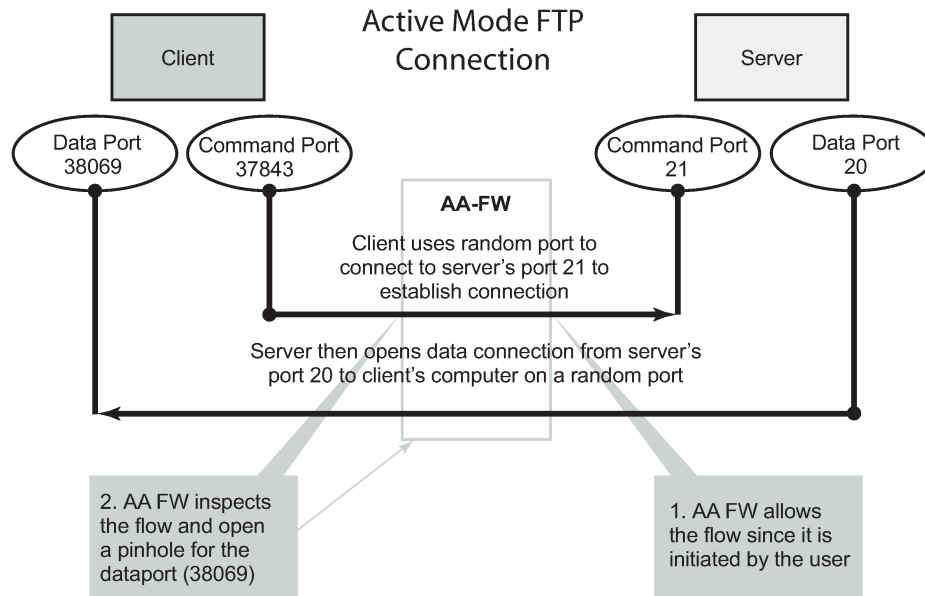 Active Mode FTP
Connection
Client
Server
Data Port
38069
Command Port
37843
Command Port
21
Data Port
20
AA-FW
Client uses random port to
connect to server’s port 21 to
establish connection
Server then opens data connection from server’s
port 20 to client’s computer on a random port
2. AA FW inspects
the flow and open
a pinhole for the
dataport (38069)
1. AA FW allows
the flow since it is
initiated by the user